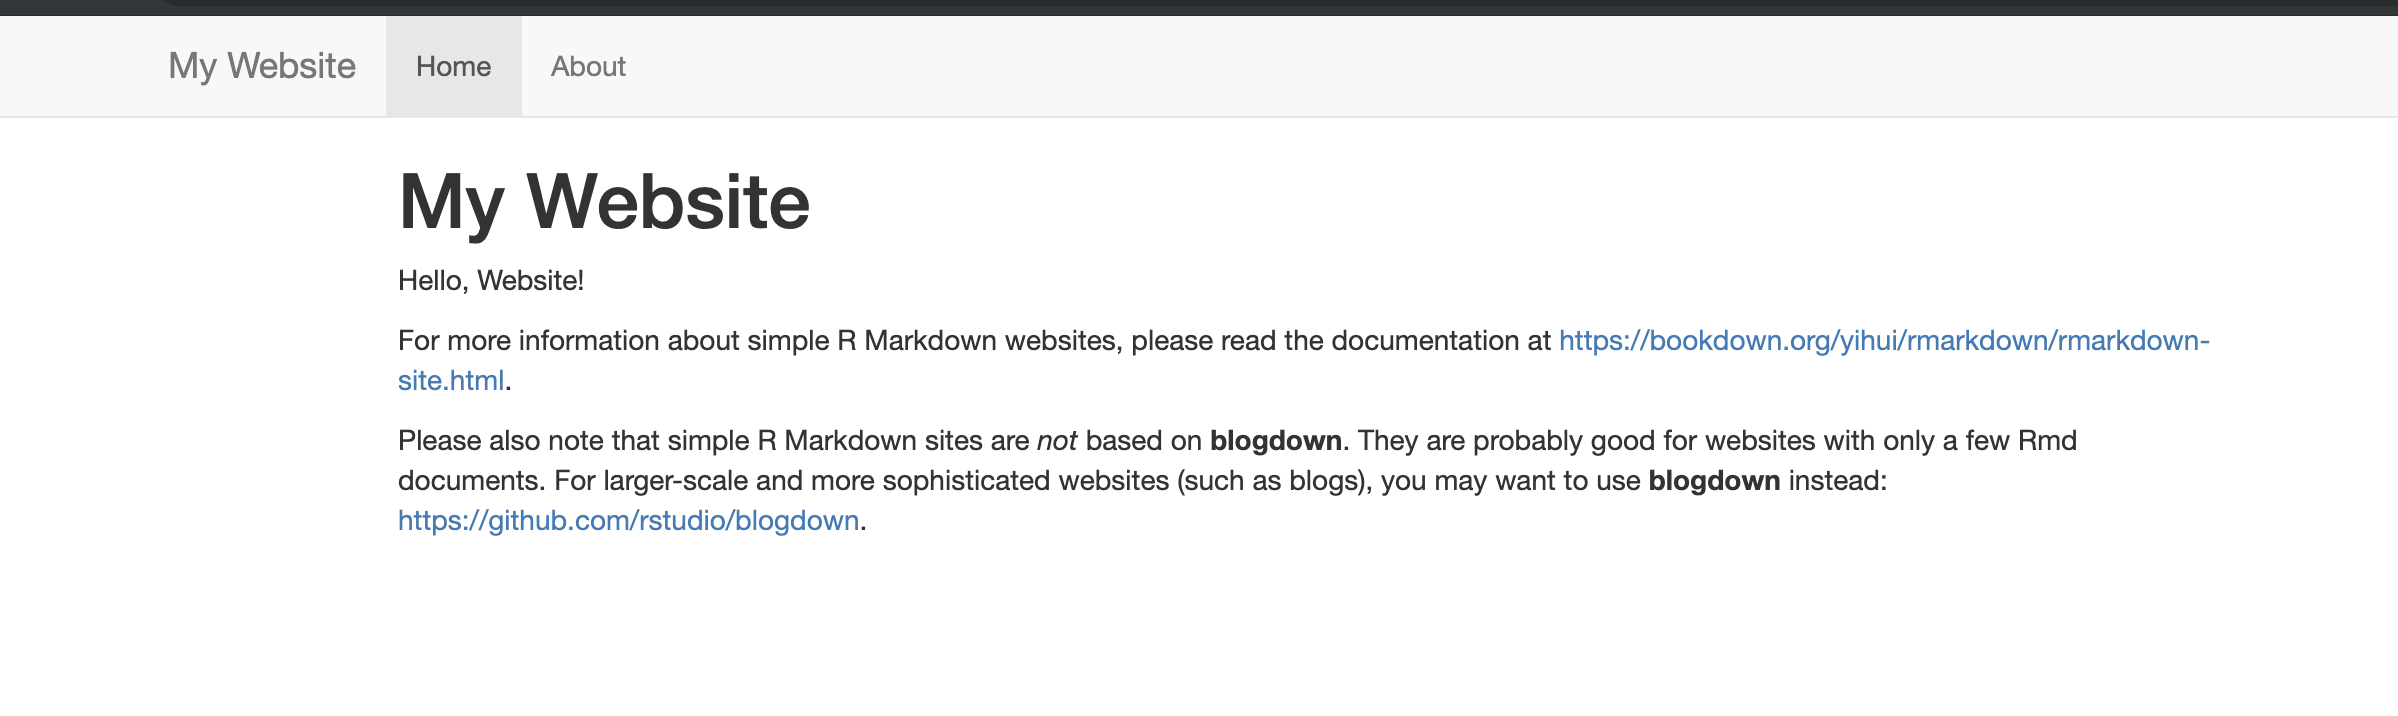 My Website Home About
My Website
Hello, Website!
For more information about simple R Markdown websites, please read the documentation at https://bookdown.org/yihui/rmarkdown/rmarkdown-
site.html.
Please also note that simple R Markdown sites are not based on blogdown. They are probably good for websites with only a few Rmd
documents. For larger-scale and more sophisticated websites (such as blogs), you may want to use blogdown instead:
https://github.com/rstudio/blogdown.